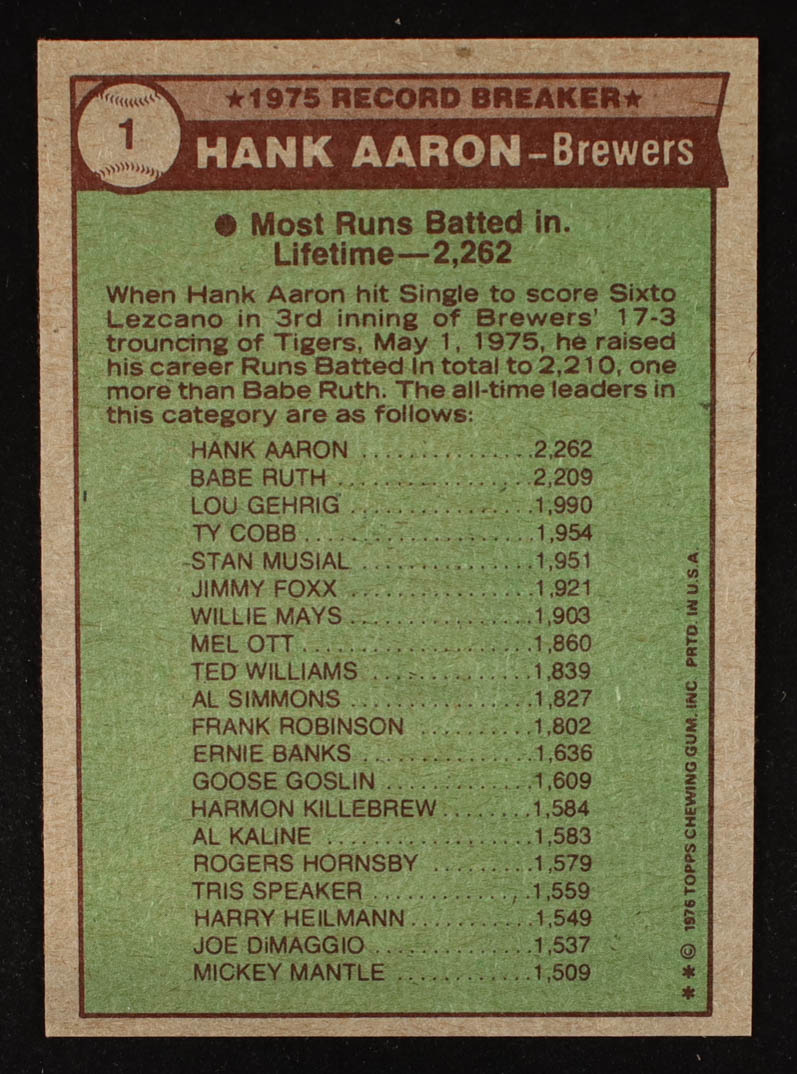 1
★1975 RECORD BREAKER★
HANK AARON–Brewers
● Most Runs Batted in.
Lifetime—2,262
When Hank Aaron hit Single to score Sixto
Lezcano in 3rd inning of Brewers' 17-3
trouncing of Tigers, May 1, 1975, he raised
his career Runs Batted In total to 2,210, one
more than Babe Ruth. The all-time leaders in
this category are as follows:
HANK AARON ..............2,262
BABE RUTH ................2,209
LOU GEHRIG ...............1,990
TY COBB ...................1,954
STAN MUSIAL ..............1,951
JIMMY FOXX ...............1,921
WILLIE MAYS ...............1,903
MEL OTT ...................1,860
TED WILLIAMS .............1,839
AL SIMMONS ...............1,827
FRANK ROBINSON ..........1,802
ERNIE BANKS ..............1,636
GOOSE GOSLIN ............1,609
HARMON KILLEBREW ........1,584
AL KALINE .................1,583
ROGERS HORNSBY .........1,579
TRIS SPEAKER .............1,559
HARRY HEILMANN ..........1,549
JOE DiMAGGIO .............1,537
MICKEY MANTLE ...........1,509
✱ ✱ © 1976 TOPPS CHEWING GUM, INC. PRTD. IN U.S.A.